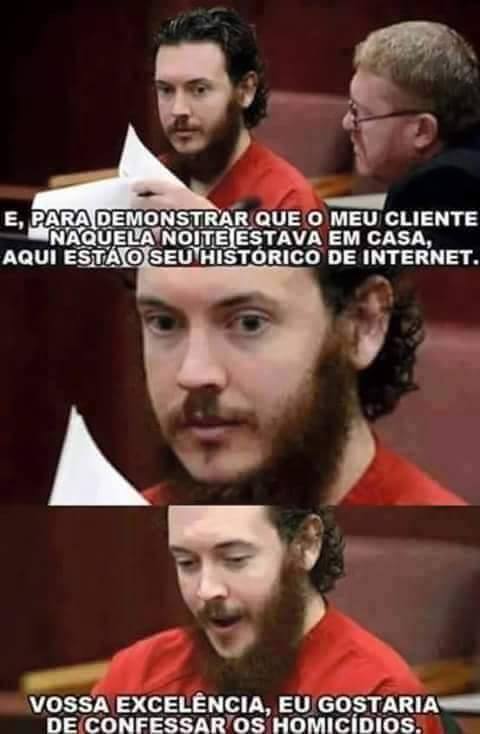 E, PARA DEMONSTRAR QUE O MEU CLIENTE
NAQUELA NOITE ESTAVA EM CASA,
AQUI ESTÁ O SEU HISTÓRICO DE INTERNET.
VOSSA EXCELÊNCIA, EU GOSTARIA
DE CONFESSAR OS HOMICÍDIOS.